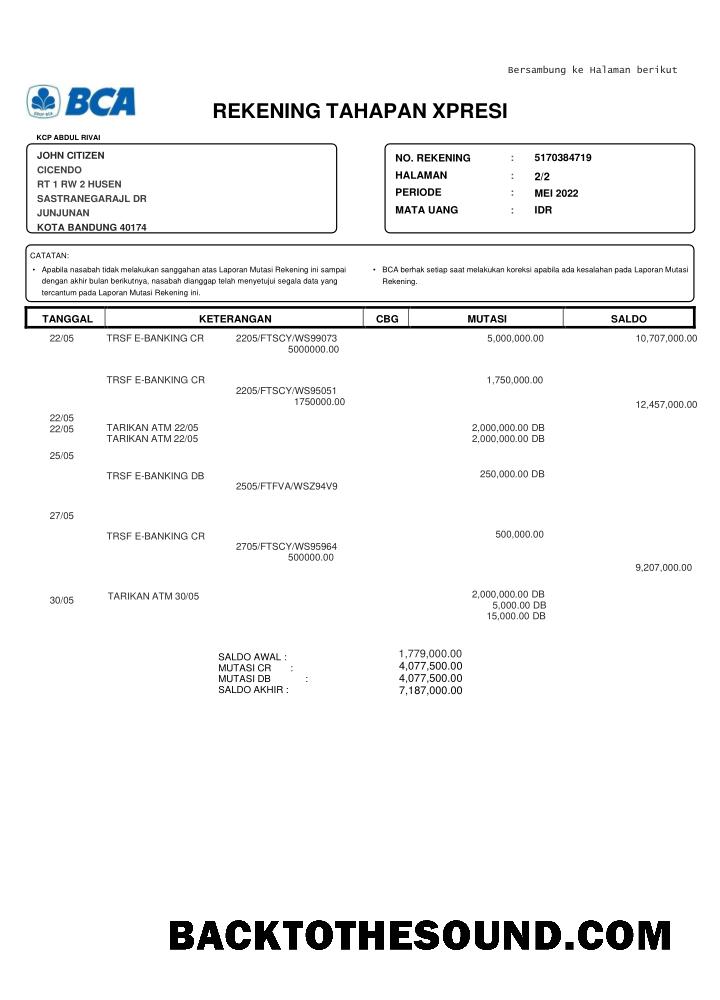 Bersambung ke Halaman berikut
BCA
REKENING TAHAPAN XPRESI
KCP ABDUL RIVAI
JOHN CITIZEN
CICENDO
RT 1 RW 2 HUSEN
SASTRANEGARAJL DR
JUNJUNAN
KOTA BANDUNG 40174
NO. REKENING : 5170384719
HALAMAN : 2/2
PERIODE : MEI 2022
MATA UANG : IDR
CATATAN:
• Apabila nasabah tidak melakukan sanggahan atas Laporan Mutasi Rekening ini sampai
dengan akhir bulan berikutnya, nasabah dianggap telah menyetujui segala data yang
tercantum pada Laporan Mutasi Rekening ini.
• BCA berhak setiap saat melakukan koreksi apabila ada kesalahan pada Laporan Mutasi
Rekening.
TANGGAL KETERANGAN CBG MUTASI SALDO
22/05 TRSF E-BANKING CR 2205/FTSCY/WS99073 5,000,000.00 10,707,000.00
5000000.00
TRSF E-BANKING CR 1,750,000.00
2205/FTSCY/WS95051
1750000.00
12,457,000.00
22/05
22/05 TARIKAN ATM 22/05 2,000,000.00 DB
TARIKAN ATM 22/05 2,000,000.00 DB
25/05
TRSF E-BANKING DB 250,000.00 DB
2505/FTFVA/WSZ94V9
27/05
TRSF E-BANKING CR 500,000.00
2705/FTSCY/WS95964
500000.00
9,207,000.00
30/05 TARIKAN ATM 30/05 2,000,000.00 DB
5,000.00 DB
15,000.00 DB
SALDO AWAL : 1,779,000.00
MUTASI CR : 4,077,500.00
MUTASI DB : 4,077,500.00
SALDO AKHIR : 7,187,000.00
BACKTOTHESOUND.COM